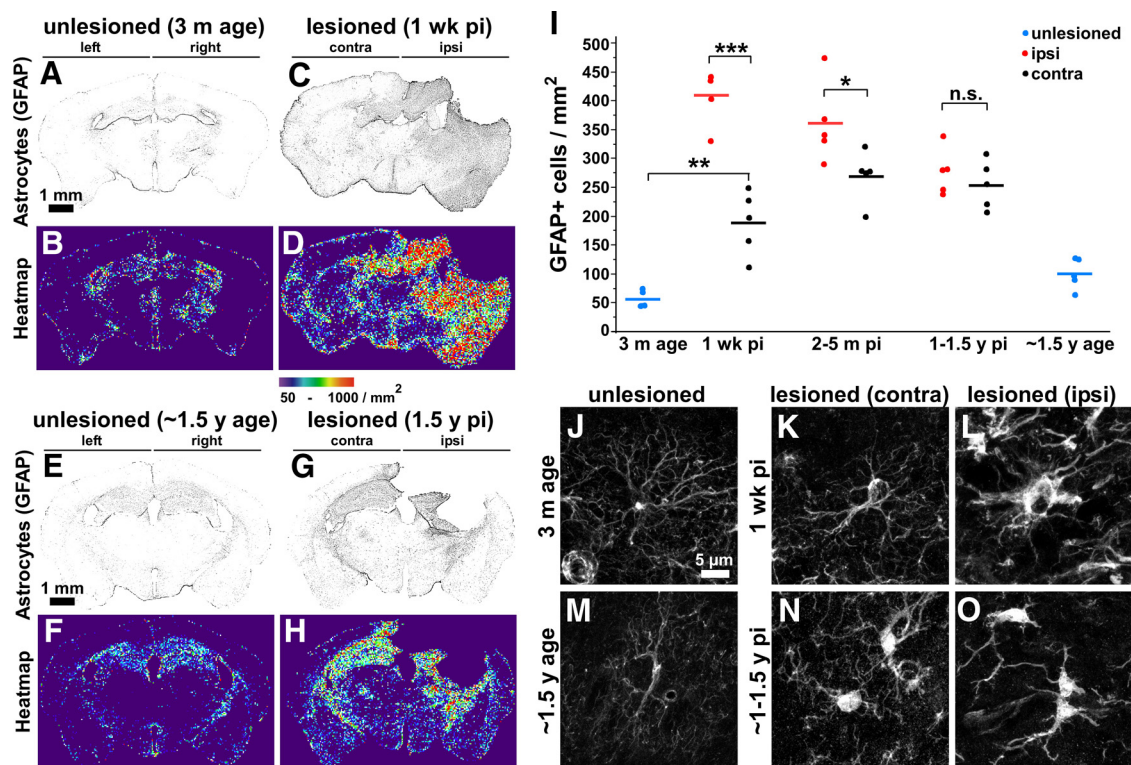 unlesioned (3 m age)
left
right
lesioned (1 wk pi)
contra
ipsi
Astrocytes (GFAP)
A
1 mm
C
Heatmap
B
D
50 - 1000 / mm2
unlesioned (~1.5 y age)
left
right
lesioned (1.5 y pi)
contra
ipsi
Astrocytes (GFAP)
E
1 mm
G
Heatmap
F
H
I
unlesioned
ipsi
contra
GFAP+ cells / mm2
500
450
400
350
300
250
200
150
100
50
0
***
**
*
n.s.
3 m age
1 wk pi
2-5 m pi
1-1.5 y pi
~1.5 y age
unlesioned
lesioned (contra)
lesioned (ipsi)
3 m age
J
5 µm
1 wk pi
K
L
~1.5 y age
M
~1-1.5 y pi
N
O